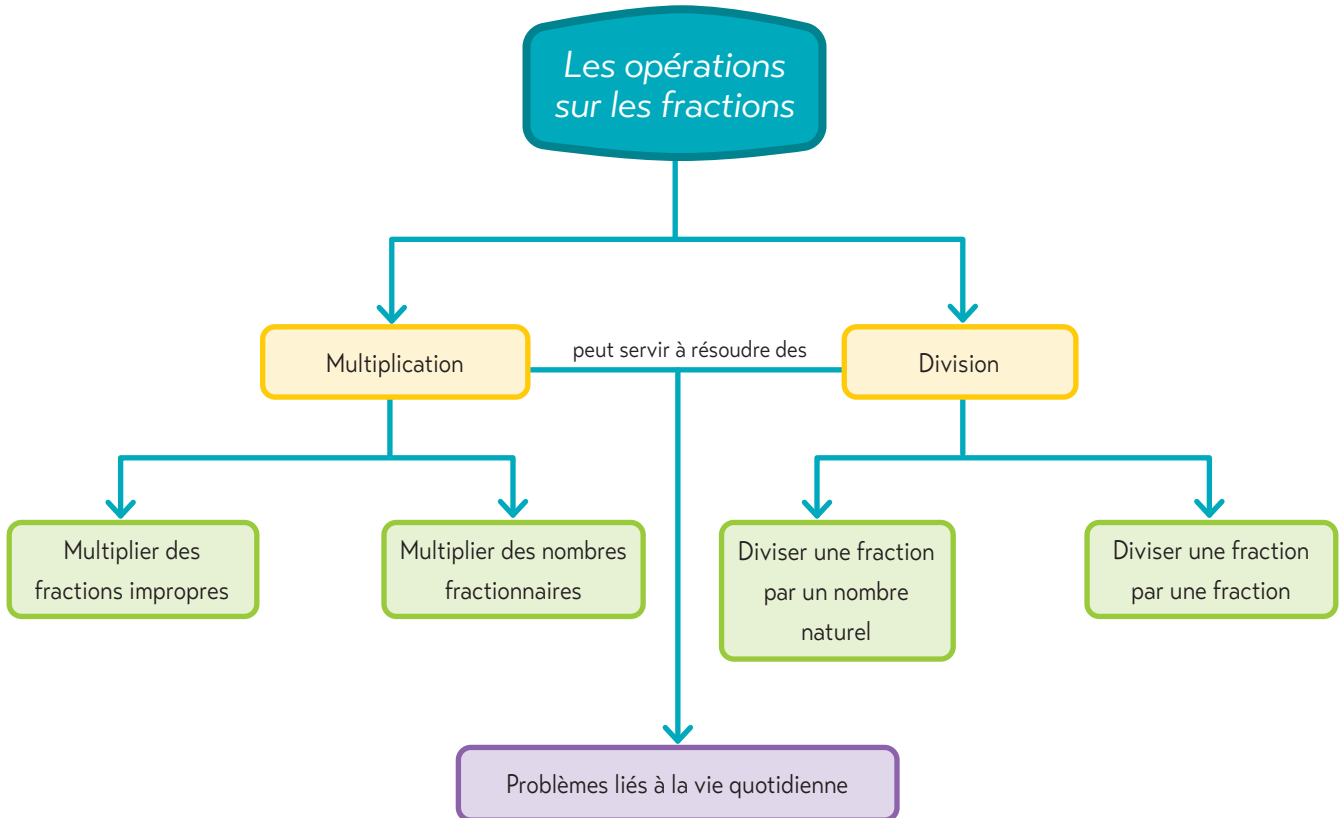 Les opérations
sur les fractions
Multiplication
peut servir à résoudre des
Division
Multiplier des
fractions impropres
Multiplier des nombres
fractionnaires
Diviser une fraction
par un nombre
naturel
Diviser une fraction
par une fraction
Problèmes liés à la vie quotidienne